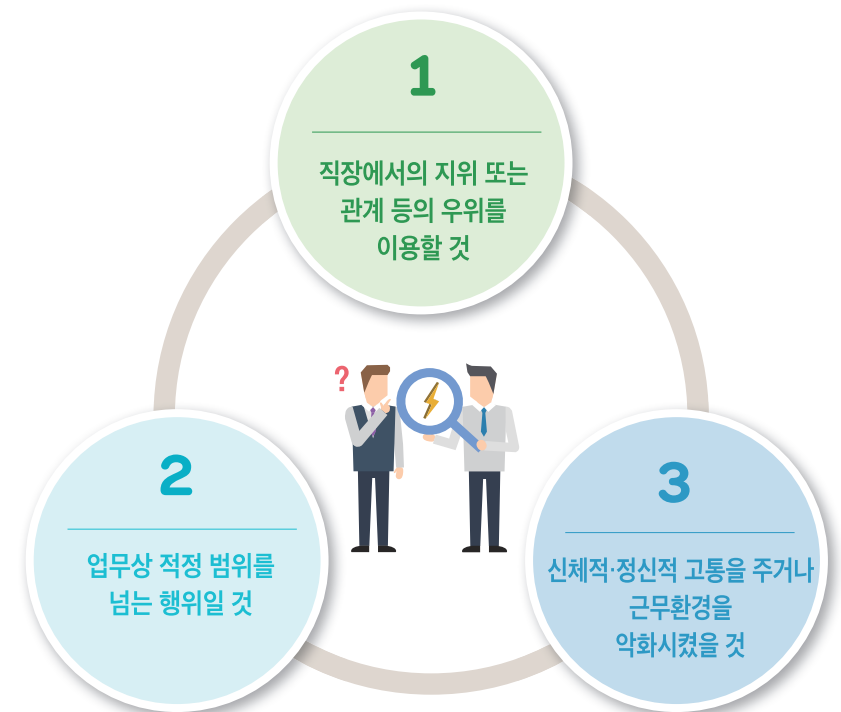 1
직장에서의 지위 또는
관계 등의 우위를
이용할 것
?
2
업무상 적정 범위를
넘는 행위일 것
3
신체적·정신적 고통을 주거나
근무환경을
악화시켰을 것